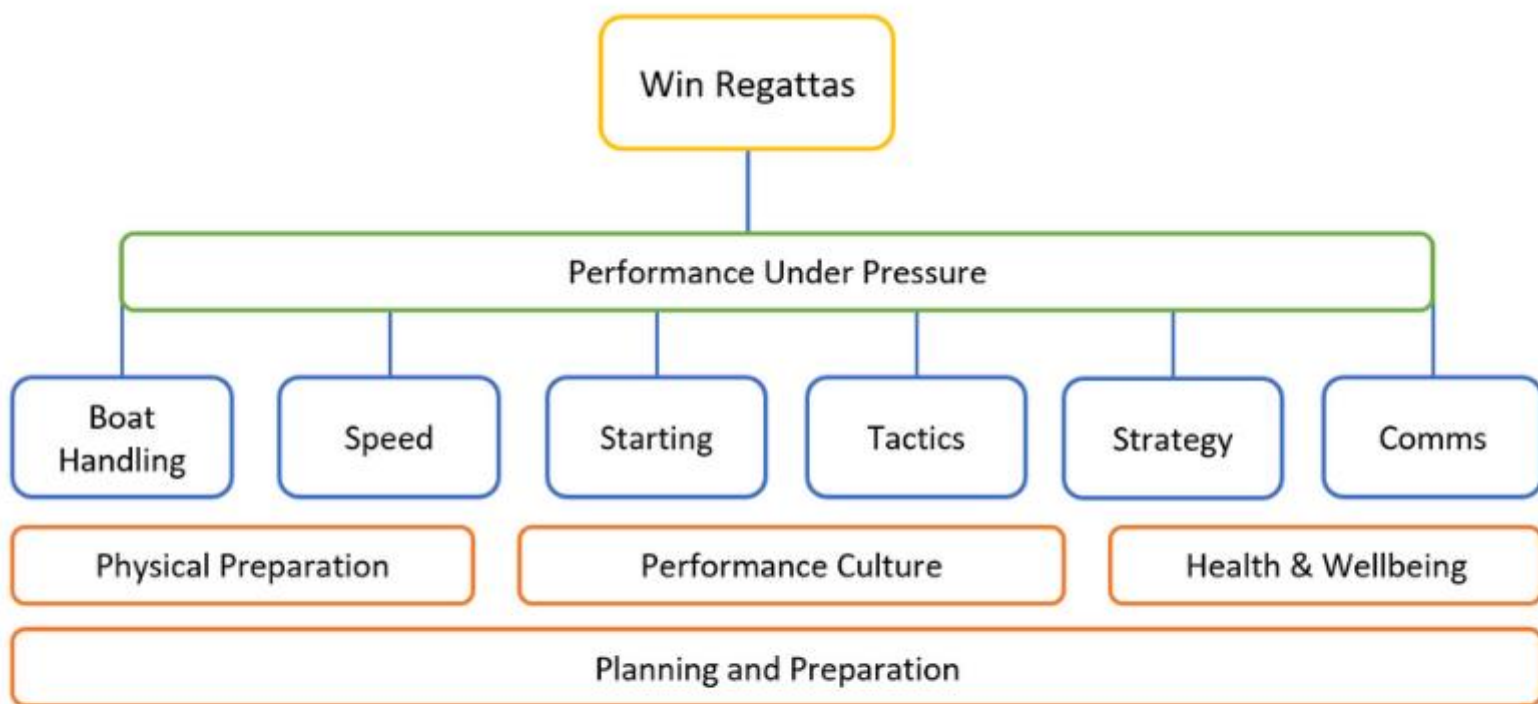 Win Regattas
Performance Under Pressure
Boat
Handling
Speed
Starting
Tactics
Strategy
Comms
Physical Preparation
Performance Culture
Health & Wellbeing
Planning and Preparation